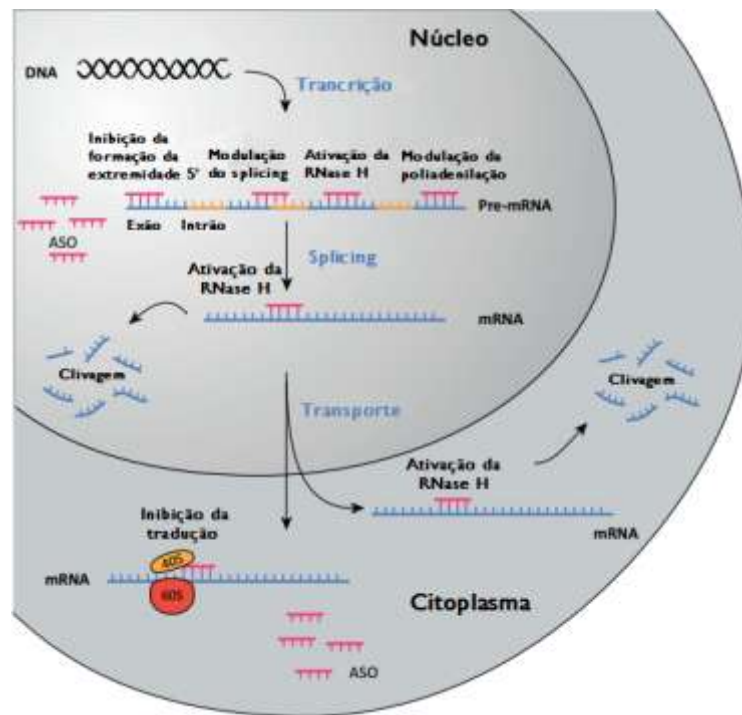 Núcleo
DNA
Trancrição
Inibição da
formação da
extremidade 5'
Modulação
do splicing
Ativação da
RNase H
Modulação da
poliadenilação
Pre-mRNA
Exão
Intrão
ASO
Splicing
Ativação da
RNase H
mRNA
Clivagem
Clivagem
Transporte
Ativação da
RNase H
mRNA
Inibição da
tradução
40S
mRNA
60S
Citoplasma
ASO